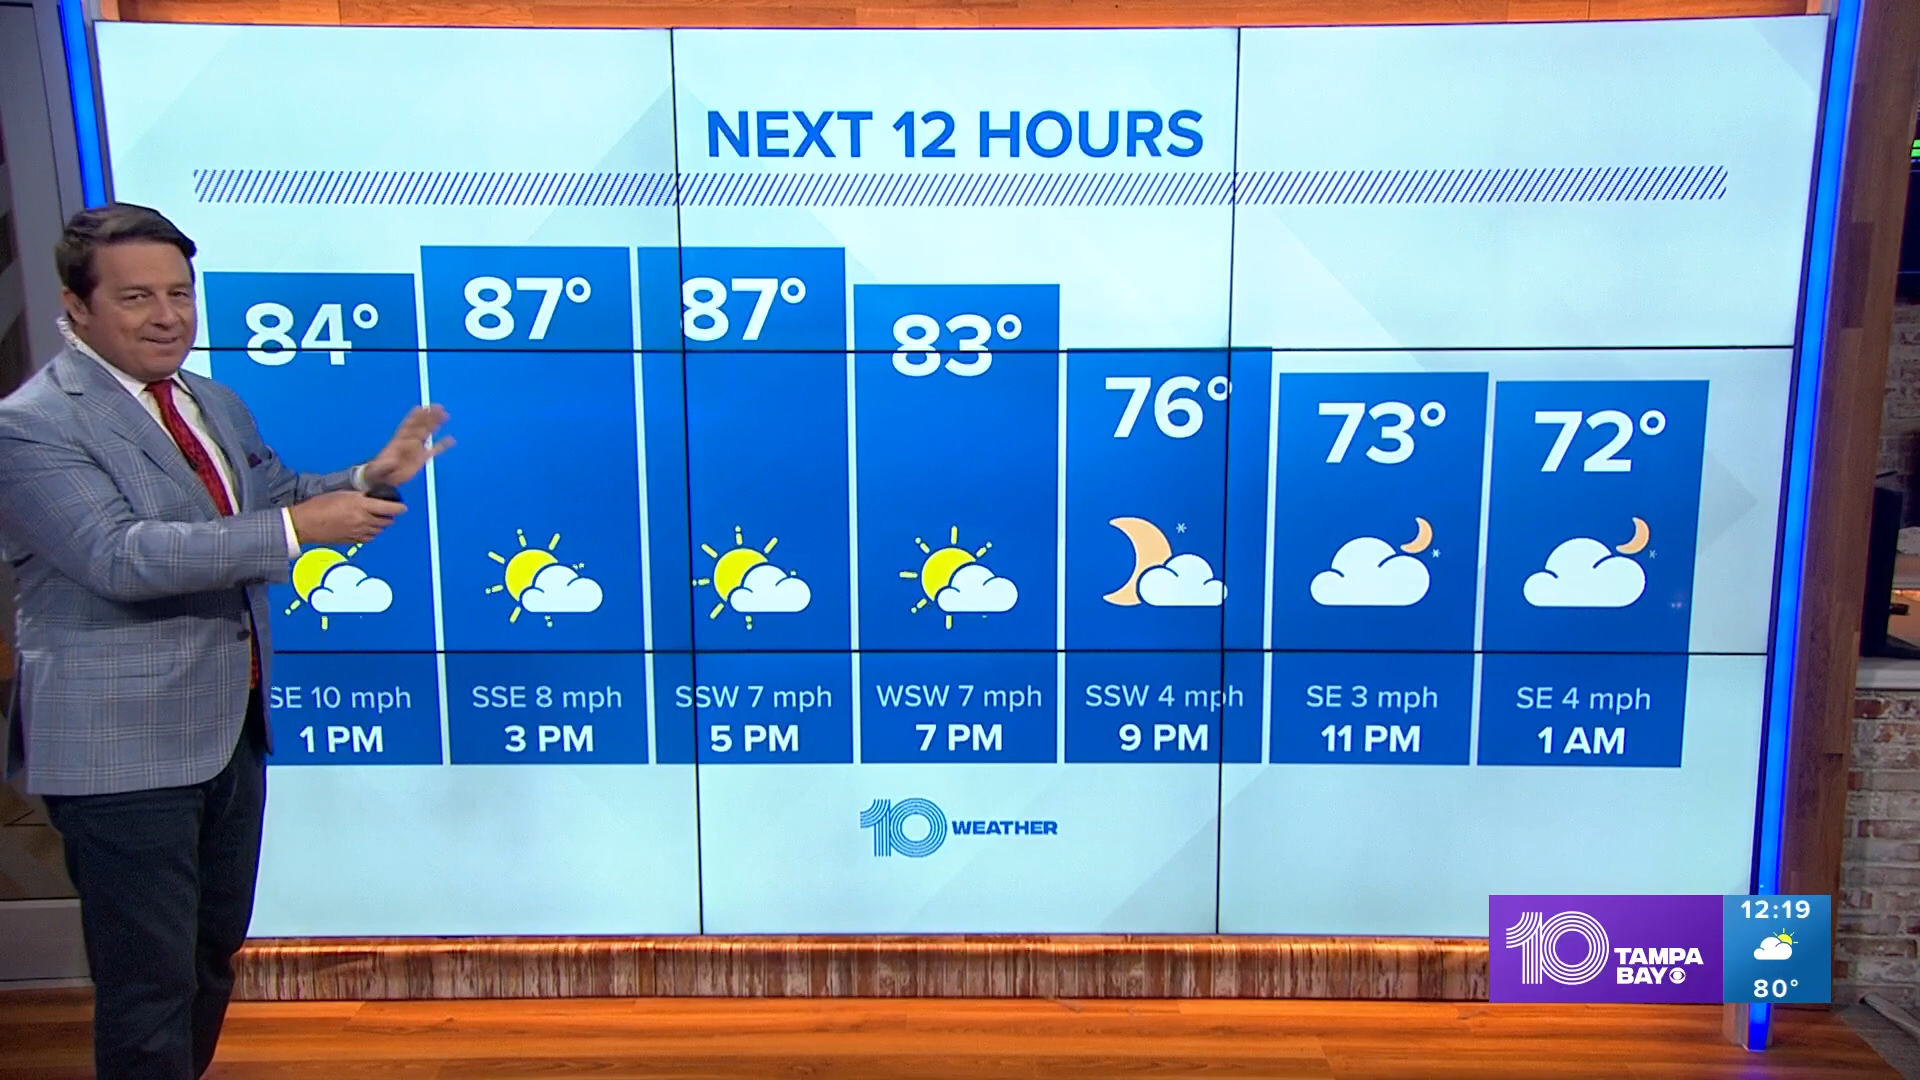 NEXT 12 HOURS
84° 87° 87° 83° 76° 73° 72°
SE 10 mph SSE 8 mph SSW 7 mph WSW 7 mph SSW 4 mph SE 3 mph SE 4 mph
1 PM 3 PM 5 PM 7 PM 9 PM 11 PM 1 AM
10 WEATHER
10 TAMPA BAY
12:19
80°